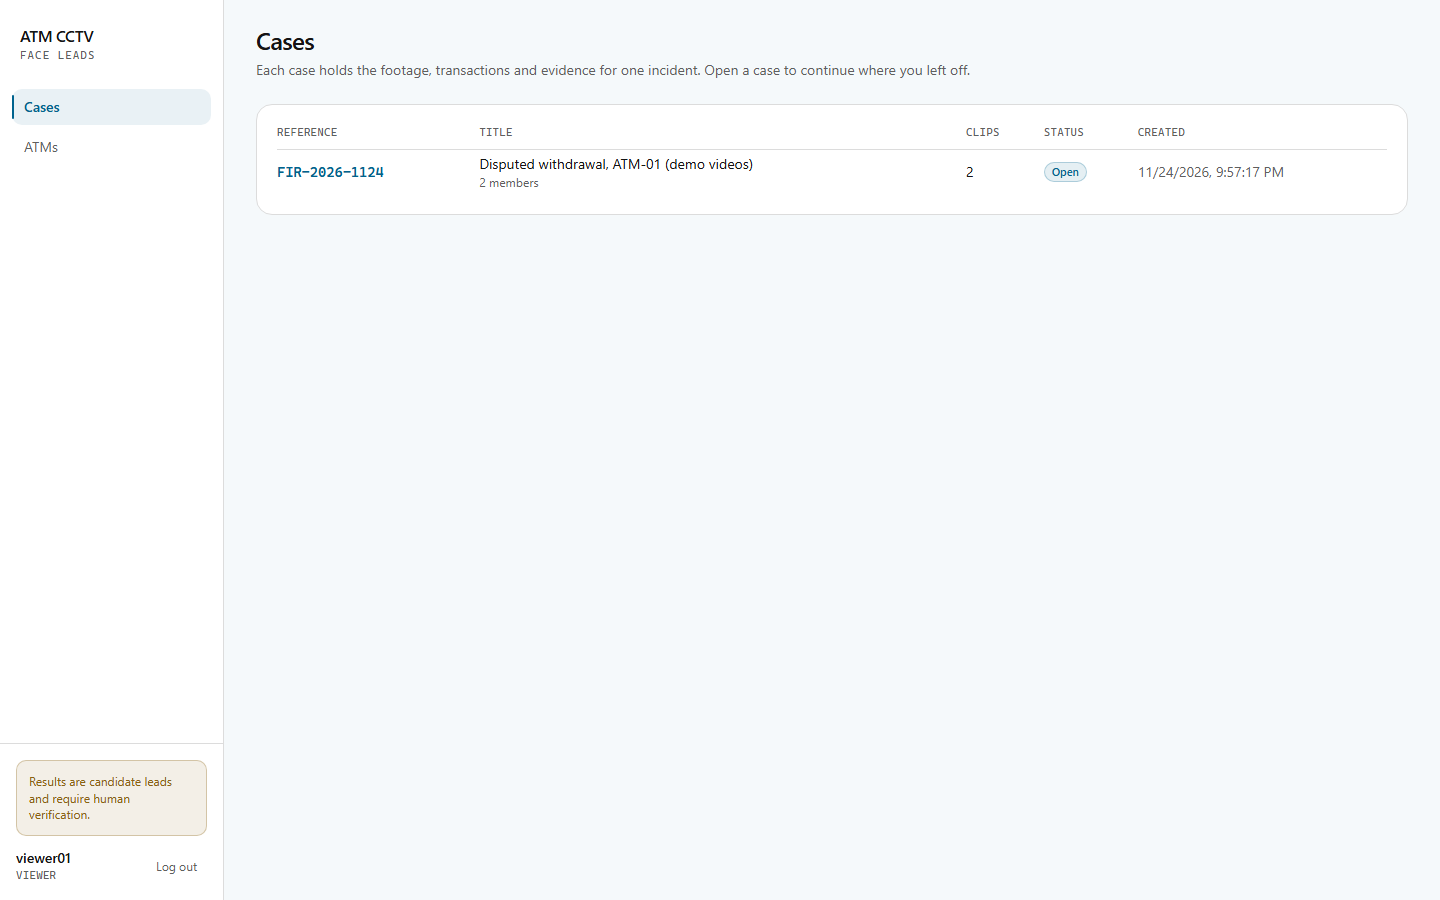 ATM CCTV
FACE LEADS
Cases
ATMs
Results are candidate leads
and require human
verification.
viewer01
VIEWER
Log out
Cases
Each case holds the footage, transactions and evidence for one incident. Open a case to continue where you left off.
REFERENCE TITLE CLIPS STATUS CREATED
FIR-2026-1124 Disputed withdrawal, ATM-01 (demo videos) 2 Open 11/24/2026, 9:57:17 PM
2 members